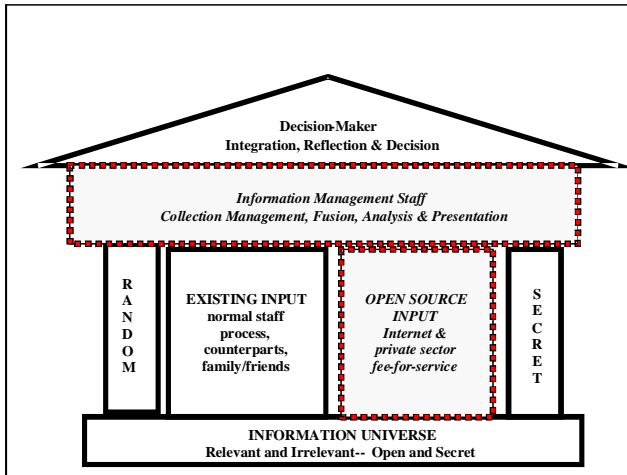 Decision-Maker
Integration, Reflection & Decision
Information Management Staff
Collection Management, Fusion, Analysis & Presentation
RANDOM
EXISTING INPUT
normal staff
process,
counterparts,
family/friends
OPEN SOURCE
INPUT
Internet &
private sector
fee-for-service
SECRET
INFORMATION UNIVERSE
Relevant and Irrelevant-- Open and Secret